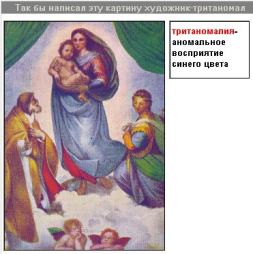 Так бы написал эту картину художник-тританомал
тританомалия-
аномальное
восприятие
синего цвета